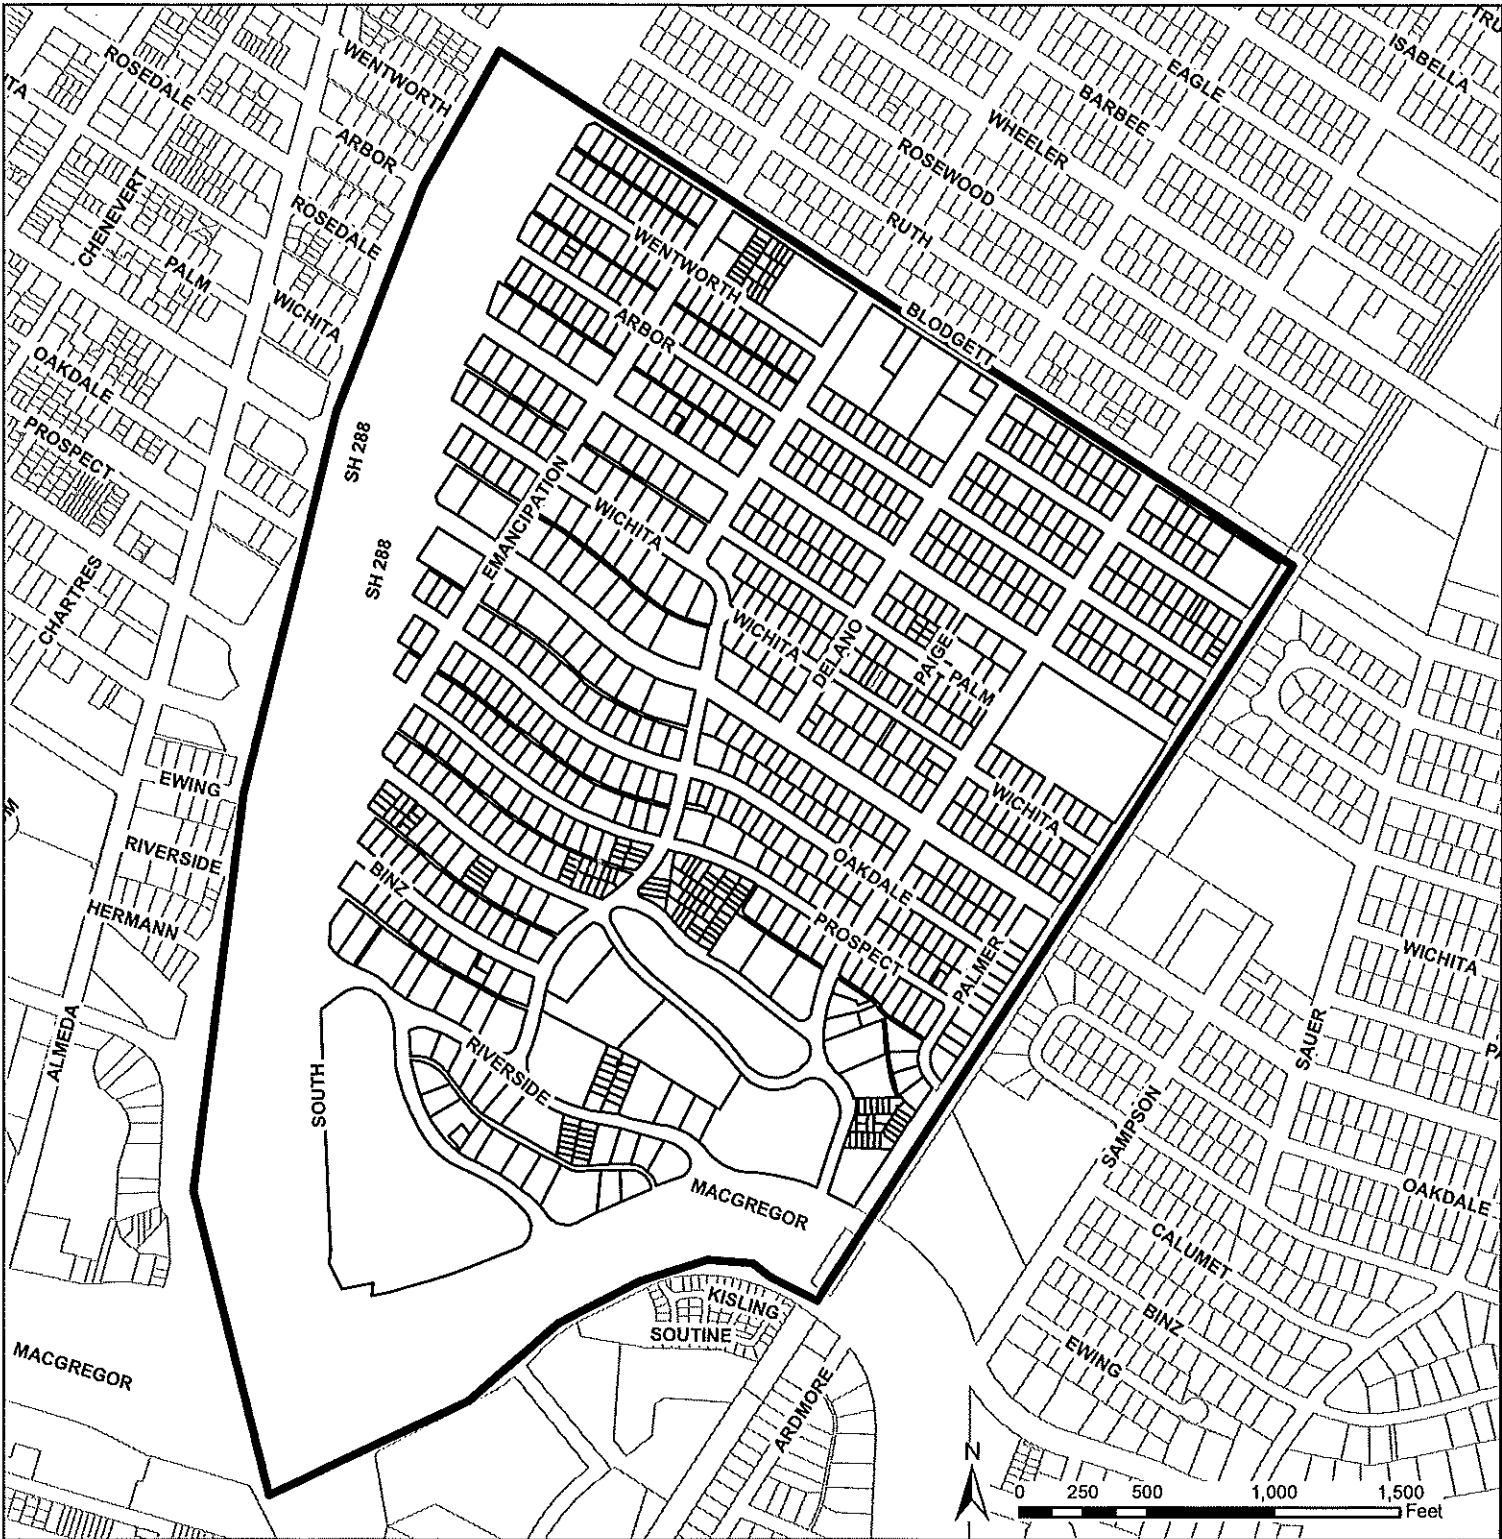 TRU
ISABELLA
EAGLE
BARBEE
WHEELER
ROSEWOOD
RUTH
WENTWORTH
ROSEDALE
ITA
ARBOR
CHENEVERT
ROSEDALE
PALM
WICHITA
WENTWORTH
ARBOR
BLODGETT
OAKDALE
PROSPECT
SH 288
EMANCIPATION
WICHITA
SH 288
CHARTRES
WICHITA
DELANO
PAIGE
PALM
EWING
WICHITA
M
RIVERSIDE
OAKDALE
BINZ
HERMANN
PROSPECT
PALMER
WICHITA
ALMEDA
SOUTH
RIVERSIDE
SAUER
PA
SAMPSON
MACGREGOR
OAKDALE
CALUMET
KISLING
BINZ
SOUTINE
EWING
MACGREGOR
ARDMORE
N
0 250 500 1,000 1,500
Feet